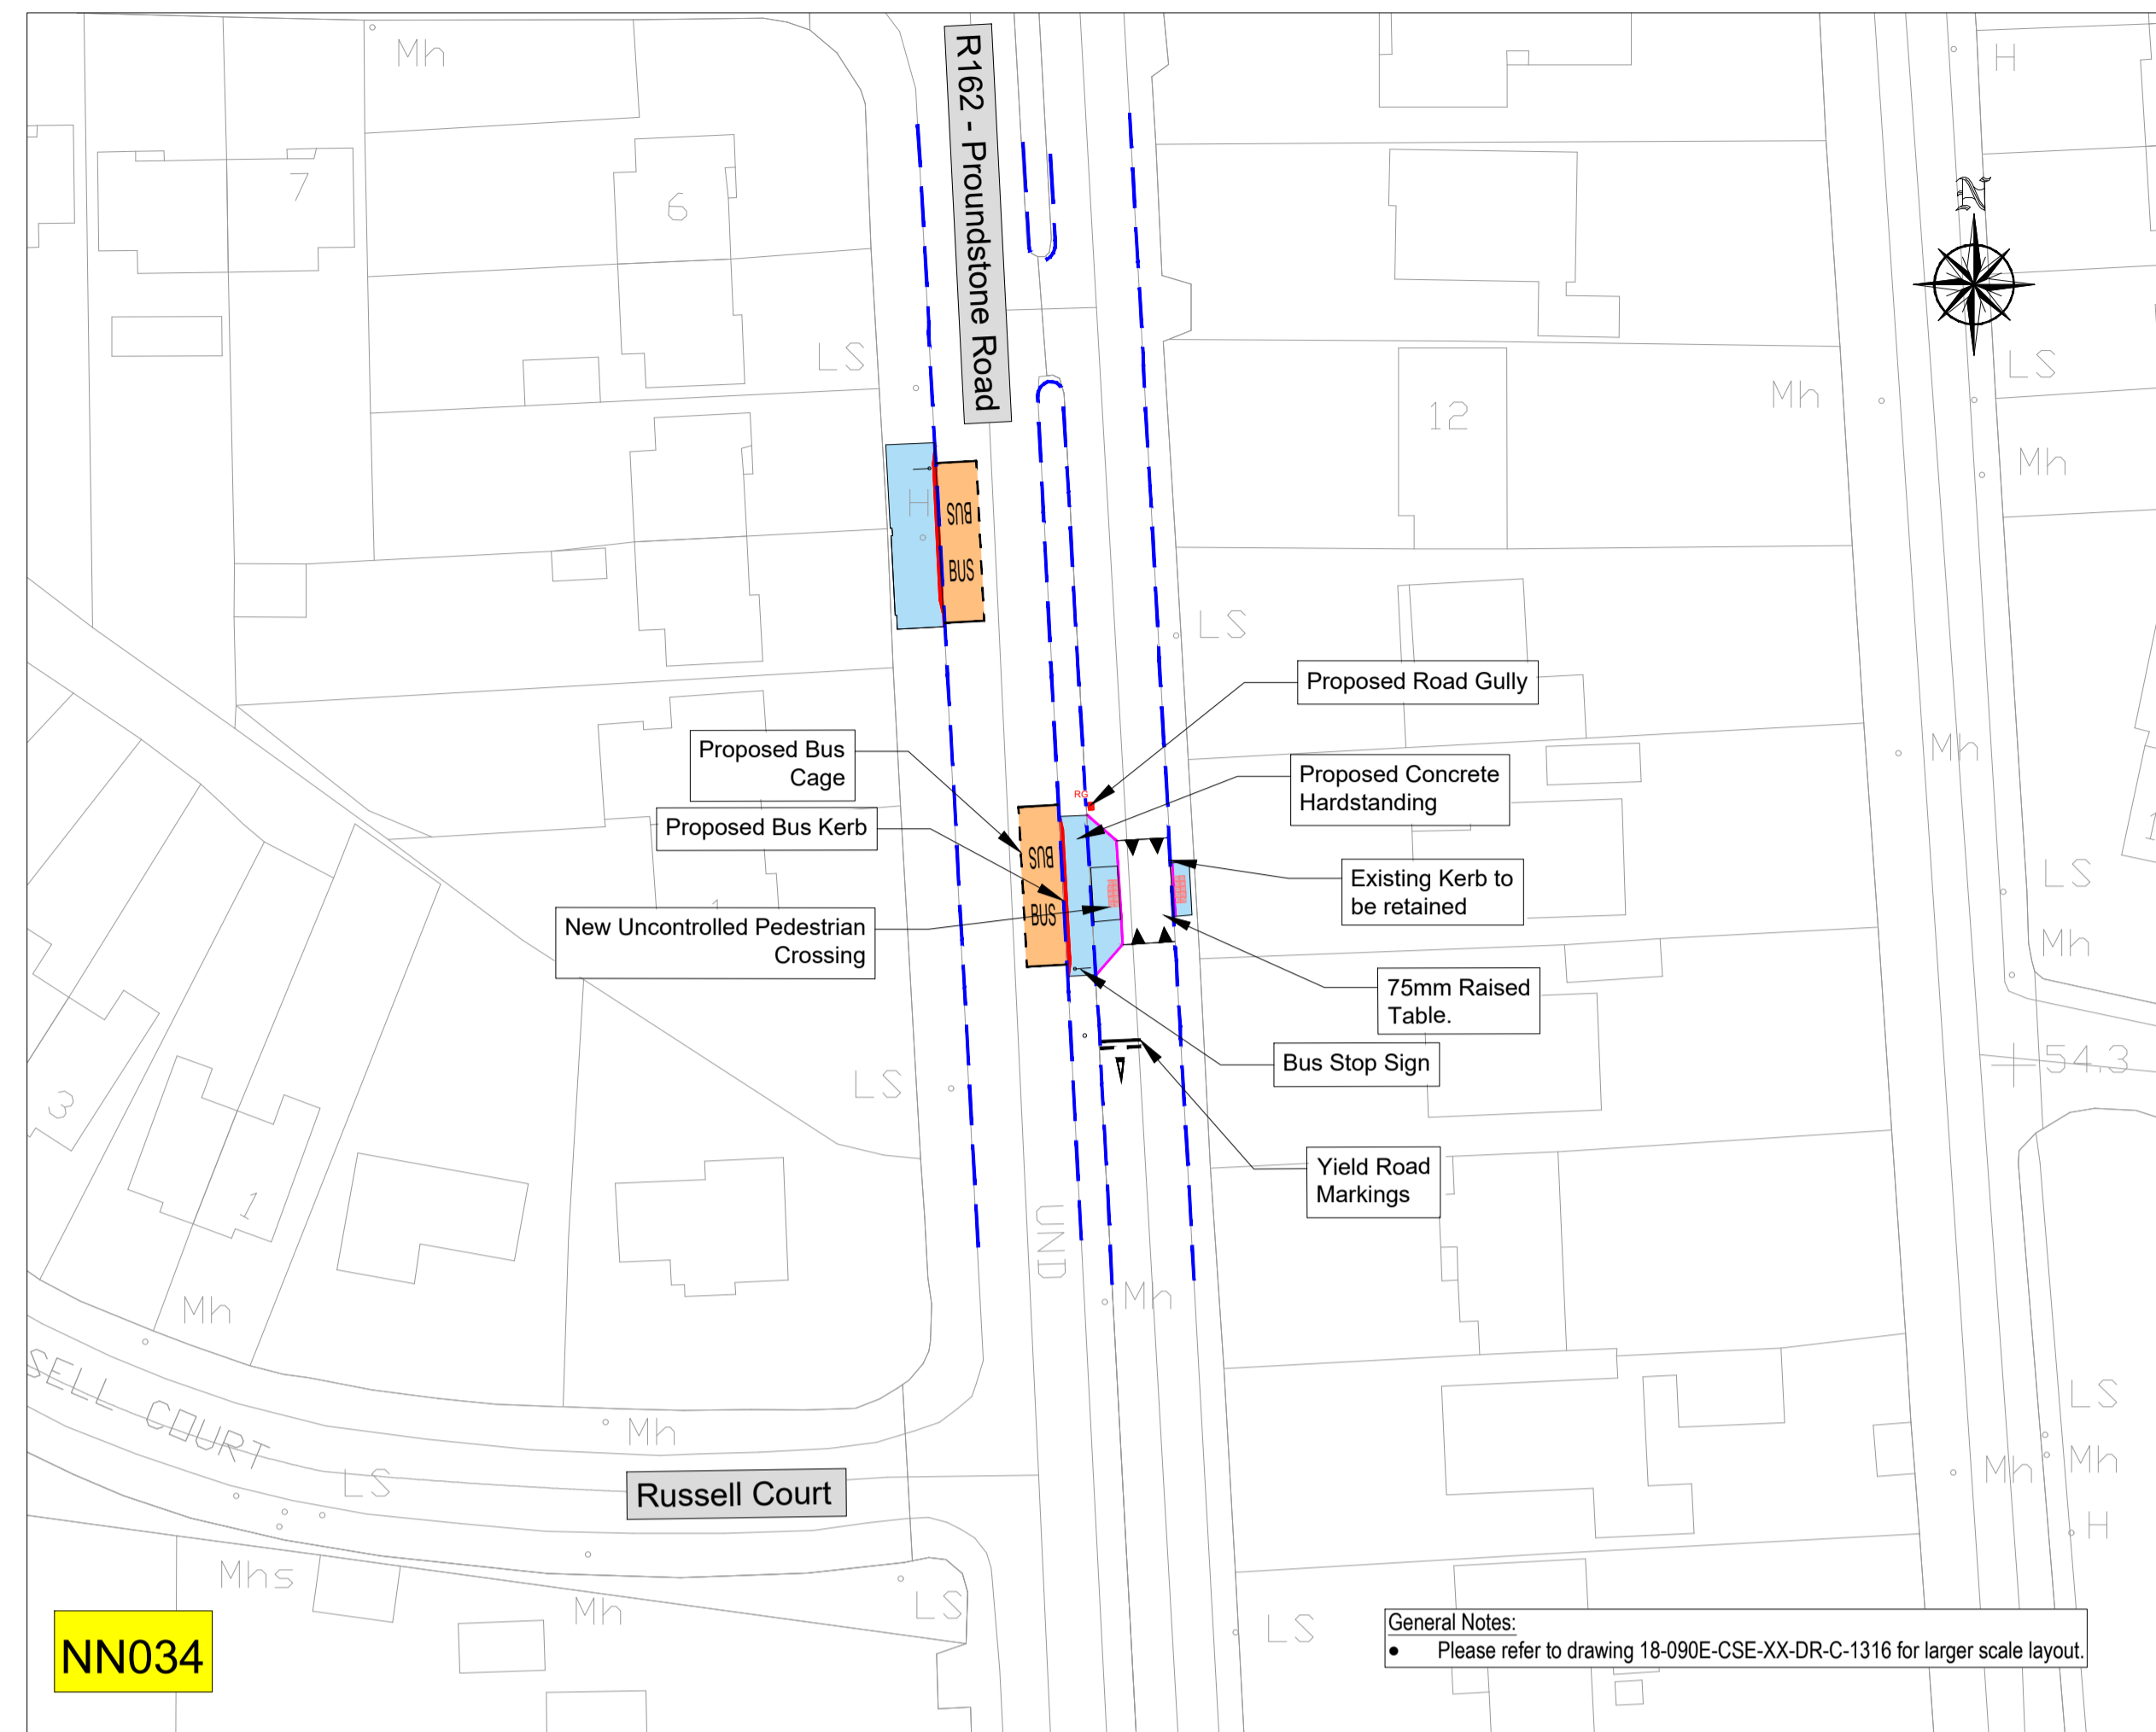 Mh
R162 - Proundstone Road
H
7
6
N
LS
LS
Mh
12
Mh
H
BUS
BUS
LS
Proposed Road Gully
Proposed Bus
Cage
Mh
Proposed Concrete
Hardstanding
RG
Proposed Bus Kerb
BUS
BUS
Existing Kerb to
be retained
LS
New Uncontrolled Pedestrian
Crossing
Mh
75mm Raised
Table.
Bus Stop Sign
54.3
LS
3
1
Yield Road
Markings
UND
Mh
Mh
SELL COURT
LS
Mh
LS
Mh
Mh
Russell Court
H
Mhs
Mh
LS
LS
NN034
General Notes:
• Please refer to drawing 18-090E-CSE-XX-DR-C-1316 for larger scale layout.